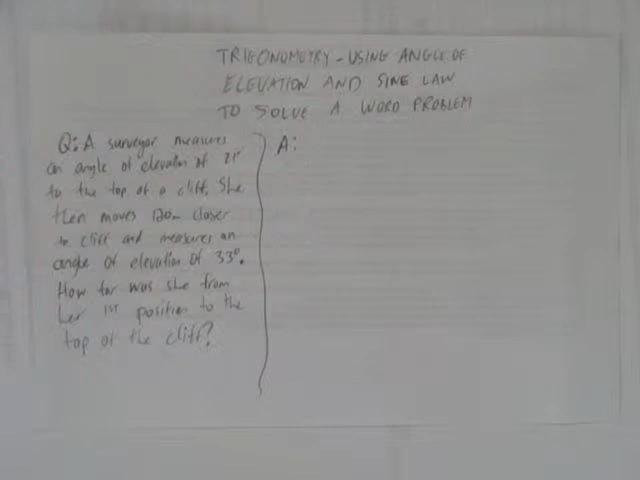 TRIGONOMETRY - USING ANGLE OF
ELEVATION AND SINE LAW
TO SOLVE A WORD PROBLEM
Q: A surveyor measures
an angle of elevation of 21°
to the top of a cliff. She
then moves 120m closer
to cliff and measures an
angle of elevation of 33°.
How far was she from
her 1ST position to the
top of the cliff?
A: